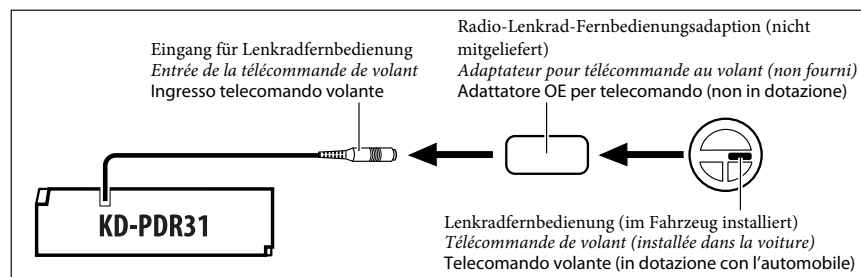 Eingang für Lenkradfernbedienung
Entrée de la télécommande de volant
Ingresso telecomando volante
Radio-Lenkrad-Fernbedienungsadaption (nicht
mitgeliefert)
Adaptateur pour télécommande au volant (non fourni)
Adattatore OE per telecomando (non in dotazione)
KD-PDR31
Lenkradfernbedienung (im Fahrzeug installiert)
Télécommande de volant (installée dans la voiture)
Telecomando volante (in dotazione con l'automobile)